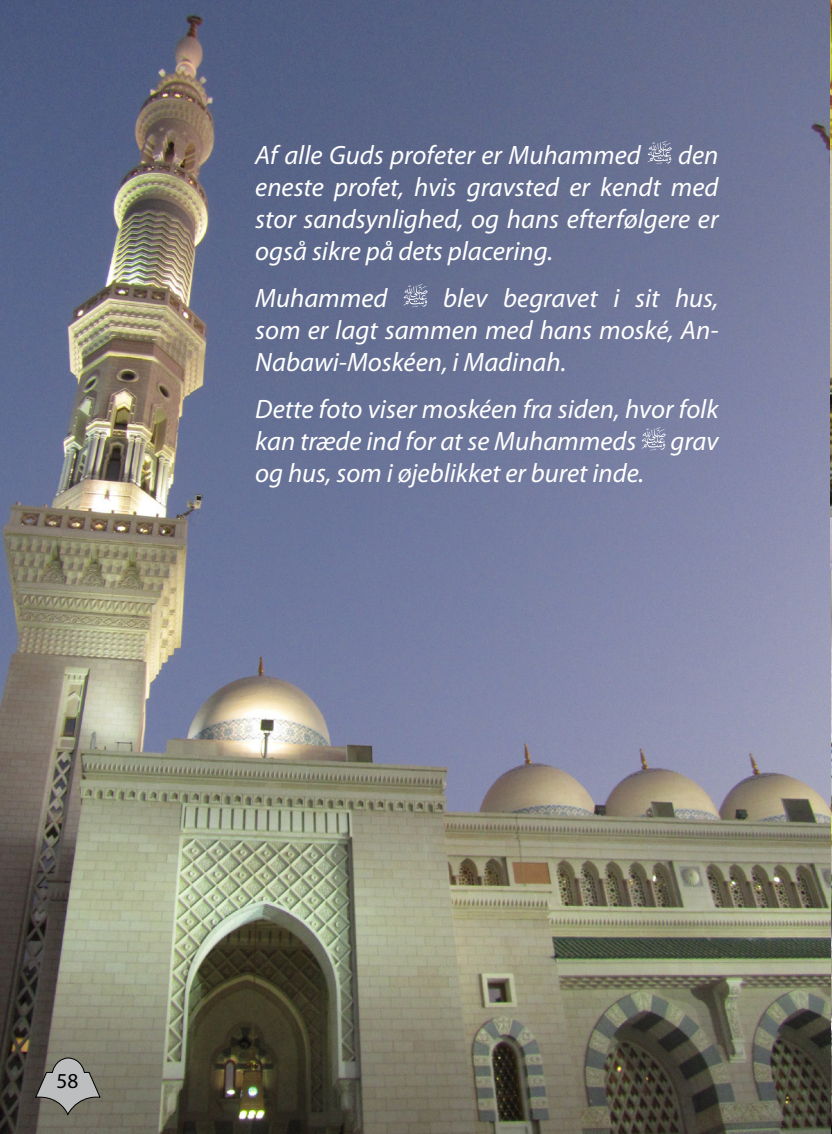 Af alle Guds profeter er Muhammed ﷺ den
eneste profet, hvis gravsted er kendt med
stor sandsynlighed, og hans efterfølgere er
også sikre på dets placering.
Muhammed ﷺ blev begravet i sit hus,
som er lagt sammen med hans moské, An-
Nabawi-Moskéen, i Madinah.
Dette foto viser moskéen fra siden, hvor folk
kan træde ind for at se Muhammeds ﷺ grav
og hus, som i øjeblikket er buret inde.
58